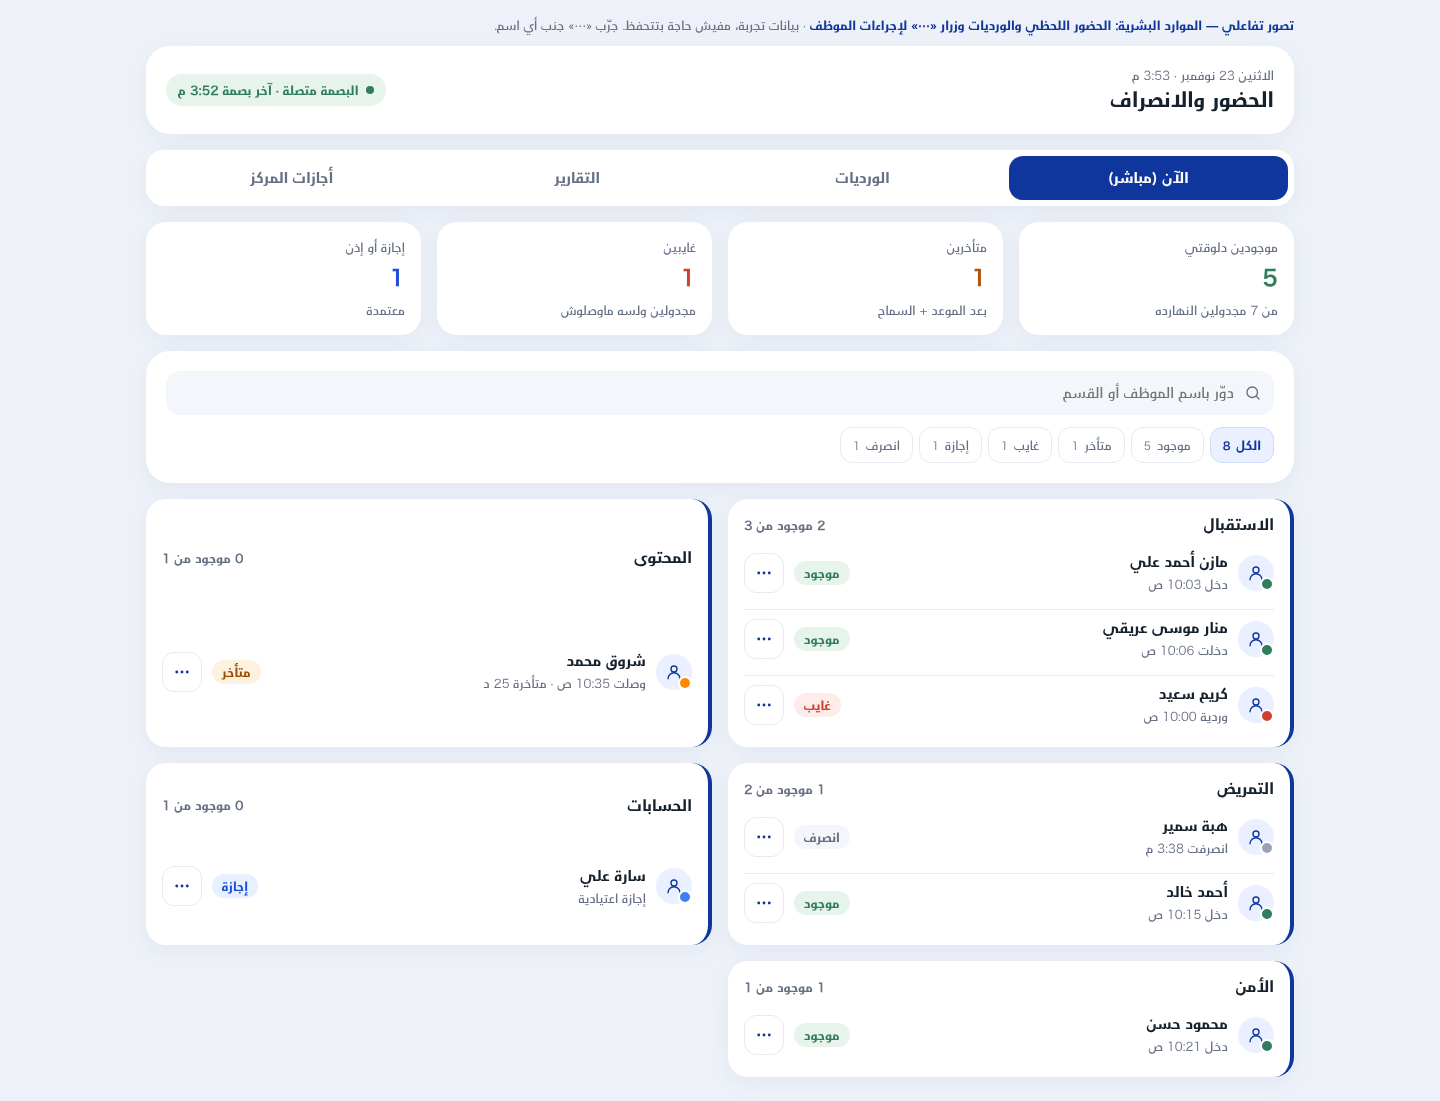 تصور تفاعلي — الموارد البشرية: الحضور اللحظي والورديات وزرار «···» لإجراءات الموظف · بيانات تجربة، مفيش حاجة بتتحفظ. جرّب «···» جنب أي اسم.
الاثنين 23 نوفمبر · 3:53 م
الحضور والانصراف
البصمة متصلة · آخر بصمة 3:52 م
الآن (مباشر)
الورديات
التقارير
أجازات المركز
موجودين دلوقتي
5
من 7 مجدولين النهارده
متأخرين
1
بعد الموعد + السماح
غايبين
1
مجدولين ولسه ماوصلوش
إجازة أو إذن
1
معتمدة
دوّر باسم الموظف أو القسم
الكل 8
موجود 5
متأخر 1
غايب 1
إجازة 1
انصرف 1
الاستقبال
2 موجود من 3
مازن أحمد علي
دخل 10:03 ص
موجود
منار موسى عريقي
دخلت 10:06 ص
موجود
كريم سعيد
وردية 10:00 ص
غايب
المحتوى
0 موجود من 1
شروق محمد
وصلت 10:35 ص · متأخرة 25 د
متأخر
التمريض
1 موجود من 2
هبة سمير
انصرفت 3:38 م
انصرف
أحمد خالد
دخل 10:15 ص
موجود
الحسابات
0 موجود من 1
سارة علي
إجازة اعتيادية
إجازة
الأمن
1 موجود من 1
محمود حسن
دخل 10:21 ص
موجود